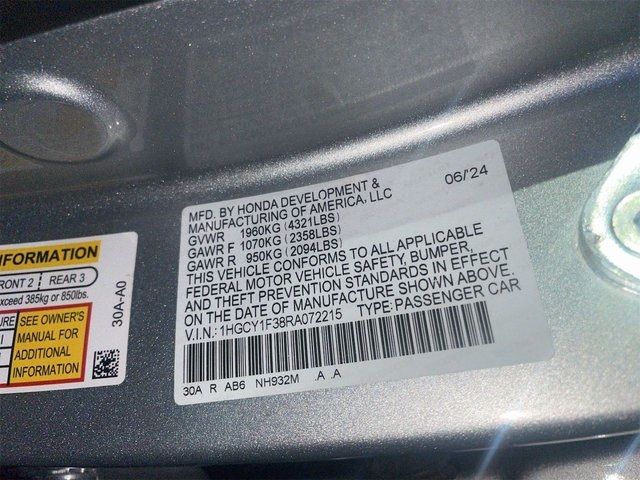 INFORMATION
FRONT 2 REAR 3
exceed 385kg or 850lbs.
SEE OWNER'S
MANUAL FOR
ADDITIONAL
INFORMATION
30A-A0
MFD. BY HONDA DEVELOPMENT & 06/'24
MANUFACTURING OF AMERICA, LLC
GVWR 1960KG (4321LBS)
GAWR F 1070KG (2358LBS)
GAWR R 950KG (2094LBS)
THIS VEHICLE CONFORMS TO ALL APPLICABLE
FEDERAL MOTOR VEHICLE SAFETY, BUMPER,
AND THEFT PREVENTION STANDARDS IN EFFECT
ON THE DATE OF MANUFACTURE SHOWN ABOVE.
V.I.N.: 1HGCY1F38RA072215 TYPE: PASSENGER CAR
30A R AB6 NH932M .A .A